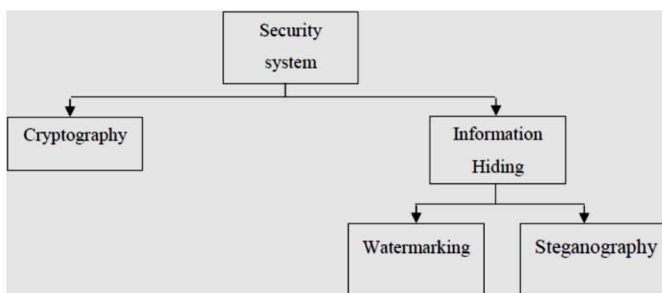 Security
system
Cryptography
Information
Hiding
Watermarking
Steganography